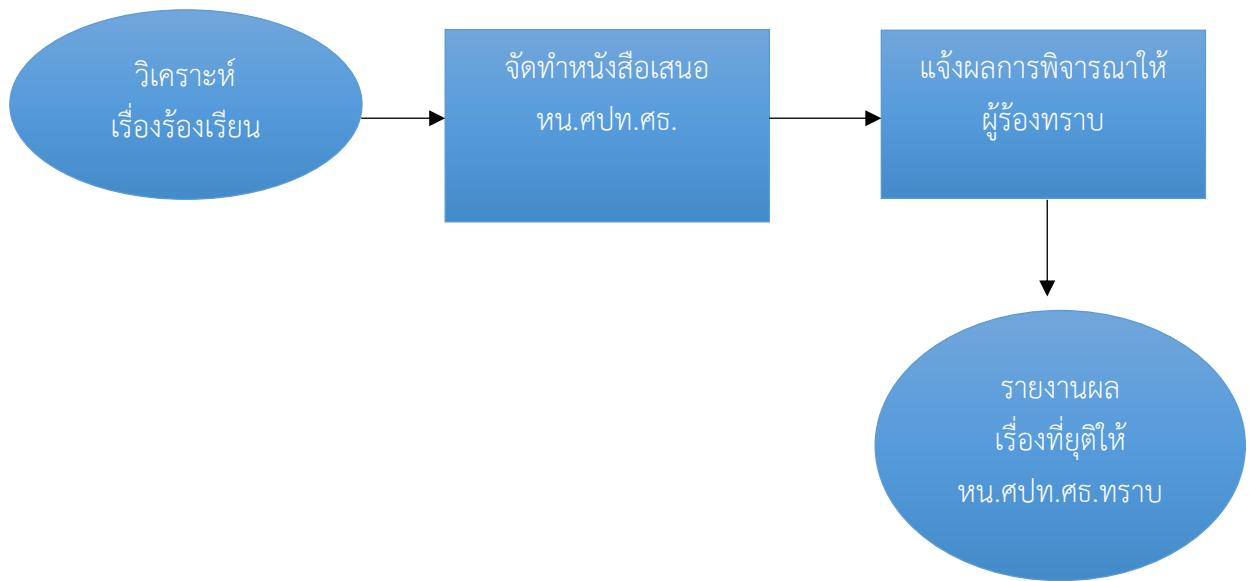 วิเคราะห์
เรื่องร้องเรียน
จัดทำหนังสือเสนอ
หน.ศปท.ศธ.
แจ้งผลการพิจารณาให้
ผู้ร้องทราบ
รายงานผล
เรื่องที่ยุติให้
หน.ศปท.ศธ.ทราบ